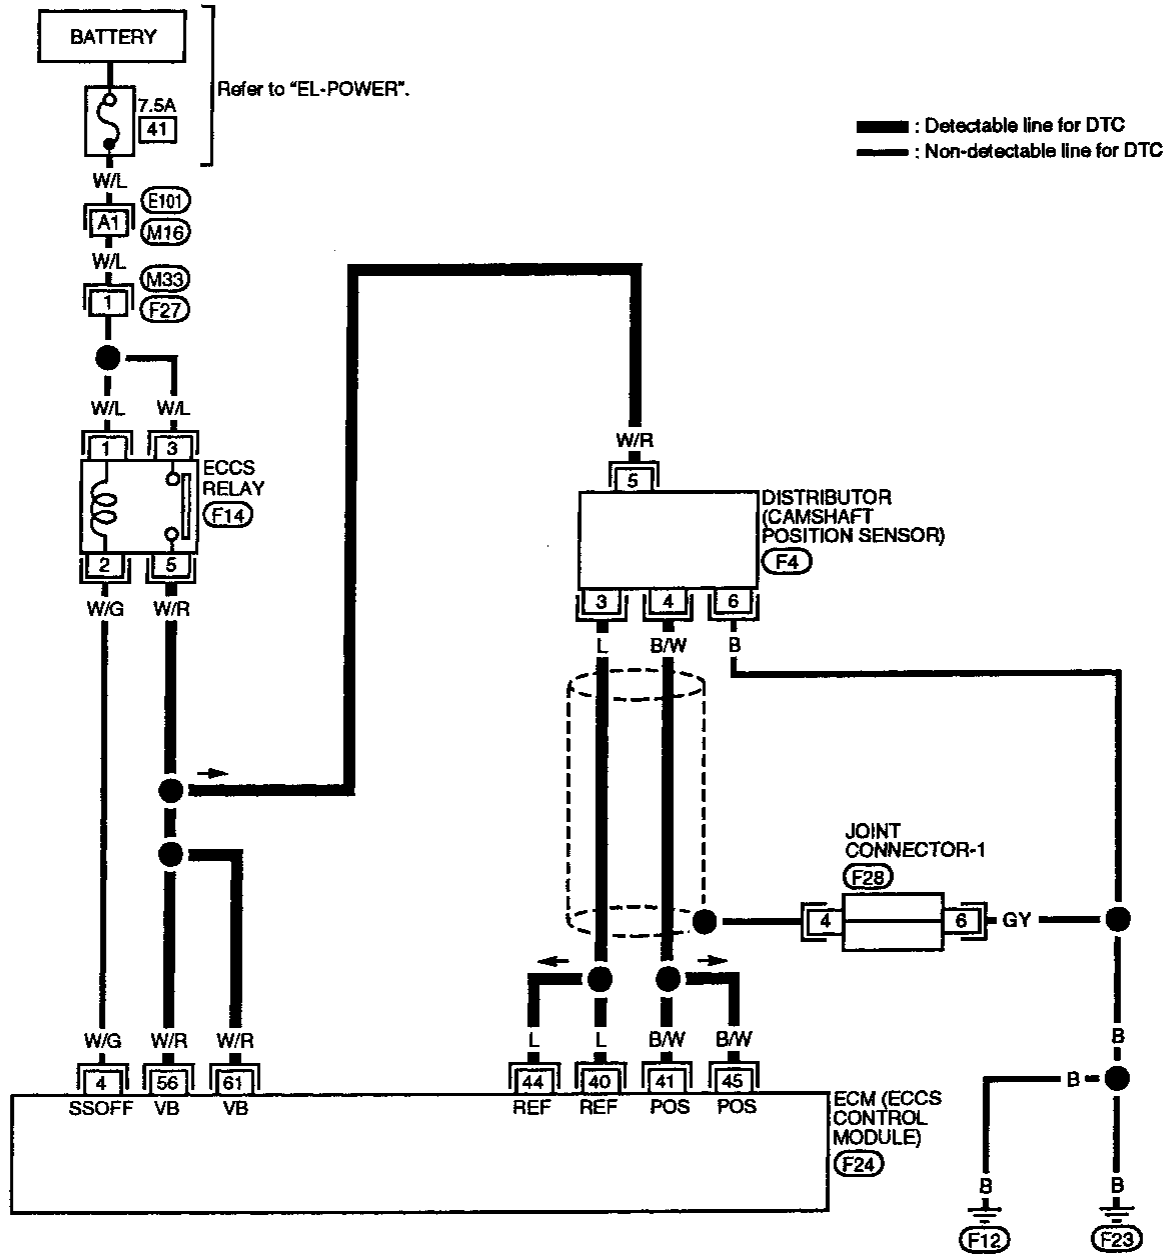 BATTERY
Refer to "EL-POWER".
7.5A
41
: Detectable line for DTC
: Non-detectable line for DTC
W/L
E101
A1
M16
W/L
M33
1
F27
W/L W/L
1 3
ECCS
RELAY
F14
2 5
W/G W/R
W/R
5
DISTRIBUTOR
(CAMSHAFT
POSITION SENSOR)
F4
3 4 6
L B/W B
JOINT
CONNECTOR-1
F28
4 6 GY
W/G W/R W/R L L B/W B/W B
4 56 61 44 40 41 45
SSOFF VB VB REF REF POS POS
B
ECM (ECCS
CONTROL
MODULE)
F24
B B
F12 F23